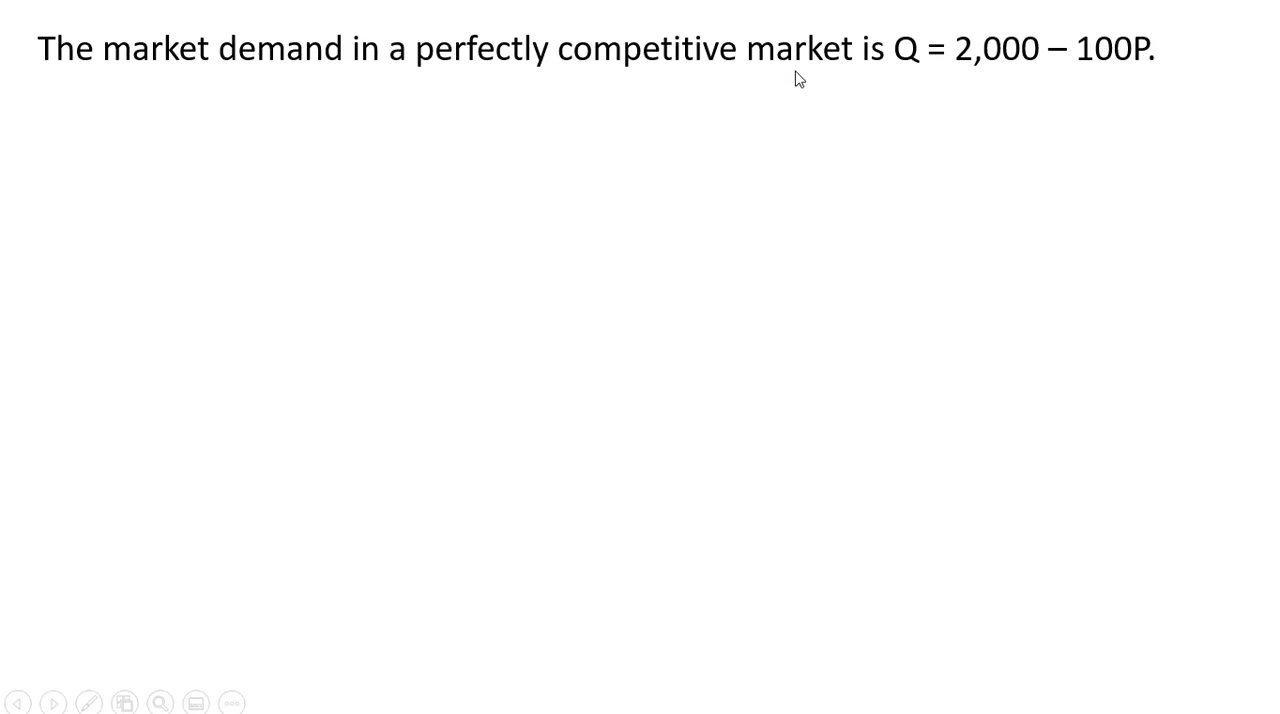 The market demand in a perfectly competitive market is Q = 2,000 – 100P.